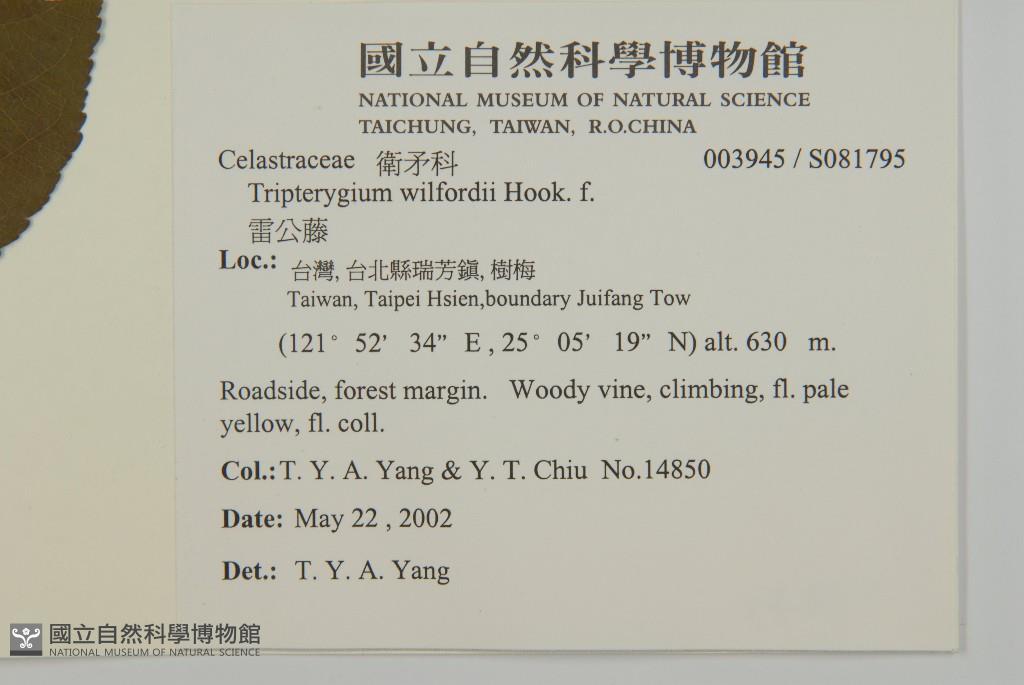 國立自然科學博物館
NATIONAL MUSEUM OF NATURAL SCIENCE
TAICHUNG, TAIWAN, R.O.CHINA
Celastraceae 衛矛科 003945 / S081795
Tripterygium wilfordii Hook. f.
雷公藤
Loc.: 台灣, 台北縣瑞芳鎮, 樹梅
Taiwan, Taipei Hsien,boundary Juifang Tow
(121° 52' 34” E , 25° 05' 19” N) alt. 630 m.
Roadside, forest margin. Woody vine, climbing, fl. pale
yellow, fl. coll.
Col.: T. Y. A. Yang & Y. T. Chiu No.14850
Date: May 22 , 2002
Det.: T. Y. A. Yang
國立自然科學博物館
NATIONAL MUSEUM OF NATURAL SCIENCE